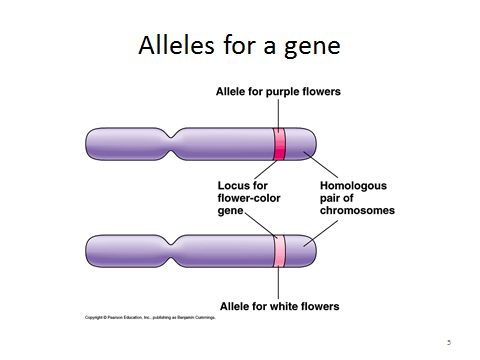 Alleles for a gene
Allele for purple flowers
Locus for
flower-color
gene
Homologous
pair of
chromosomes
Allele for white flowers
Copyright © Pearson Education, Inc., publishing as Benjamin Cummings.
5